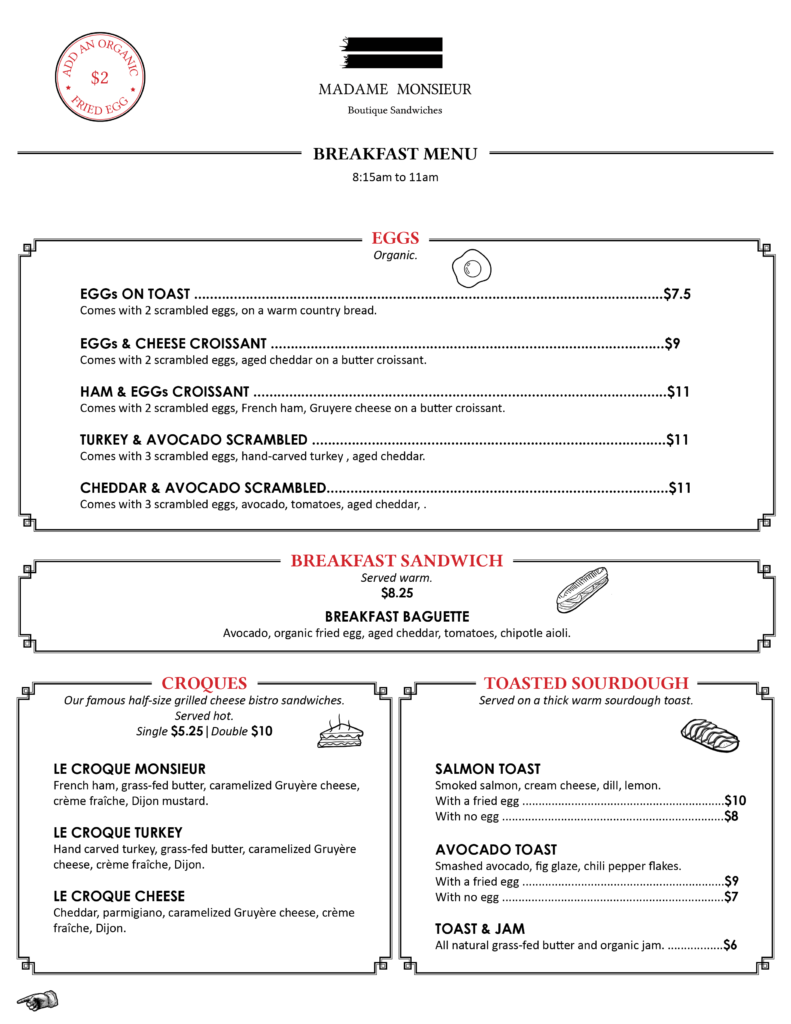 ADD AN ORGANIC
$2
FRIED EGG
MADAME MONSIEUR
Boutique Sandwiches
BREAKFAST MENU
8:15am to 11am
EGGS
Organic.
EGGs ON TOAST ........................................................................................................................$7.5
Comes with 2 scrambled eggs, on a warm country bread.
EGGs & CHEESE CROISSANT ...................................................................................................$9
Comes with 2 scrambled eggs, aged cheddar on a butter croissant.
HAM & EGGs CROISSANT ........................................................................................................$11
Comes with 2 scrambled eggs, French ham, Gruyere cheese on a butter croissant.
TURKEY & AVOCADO SCRAMBLED .........................................................................................$11
Comes with 3 scrambled eggs, hand-carved turkey , aged cheddar.
CHEDDAR & AVOCADO SCRAMBLED......................................................................................$11
Comes with 3 scrambled eggs, avocado, tomatoes, aged cheddar, .
BREAKFAST SANDWICH
Served warm.
$8.25
BREAKFAST BAGUETTE
Avocado, organic fried egg, aged cheddar, tomatoes, chipotle aioli.
CROQUES
Our famous half-size grilled cheese bistro sandwiches.
Served hot.
Single $5.25|Double $10
LE CROQUE MONSIEUR
French ham, grass-fed butter, caramelized Gruyère cheese,
crème fraîche, Dijon mustard.
LE CROQUE TURKEY
Hand carved turkey, grass-fed butter, caramelized Gruyère
cheese, crème fraîche, Dijon.
LE CROQUE CHEESE
Cheddar, parmigiano, caramelized Gruyère cheese, crème
fraîche, Dijon.
TOASTED SOURDOUGH
Served on a thick warm sourdough toast.
SALMON TOAST
Smoked salmon, cream cheese, dill, lemon.
With a fried egg ..............................................................$10
With no egg ....................................................................$8
AVOCADO TOAST
Smashed avocado, fig glaze, chili pepper flakes.
With a fried egg ..............................................................$9
With no egg ....................................................................$7
TOAST & JAM
All natural grass-fed butter and organic jam. .................$6